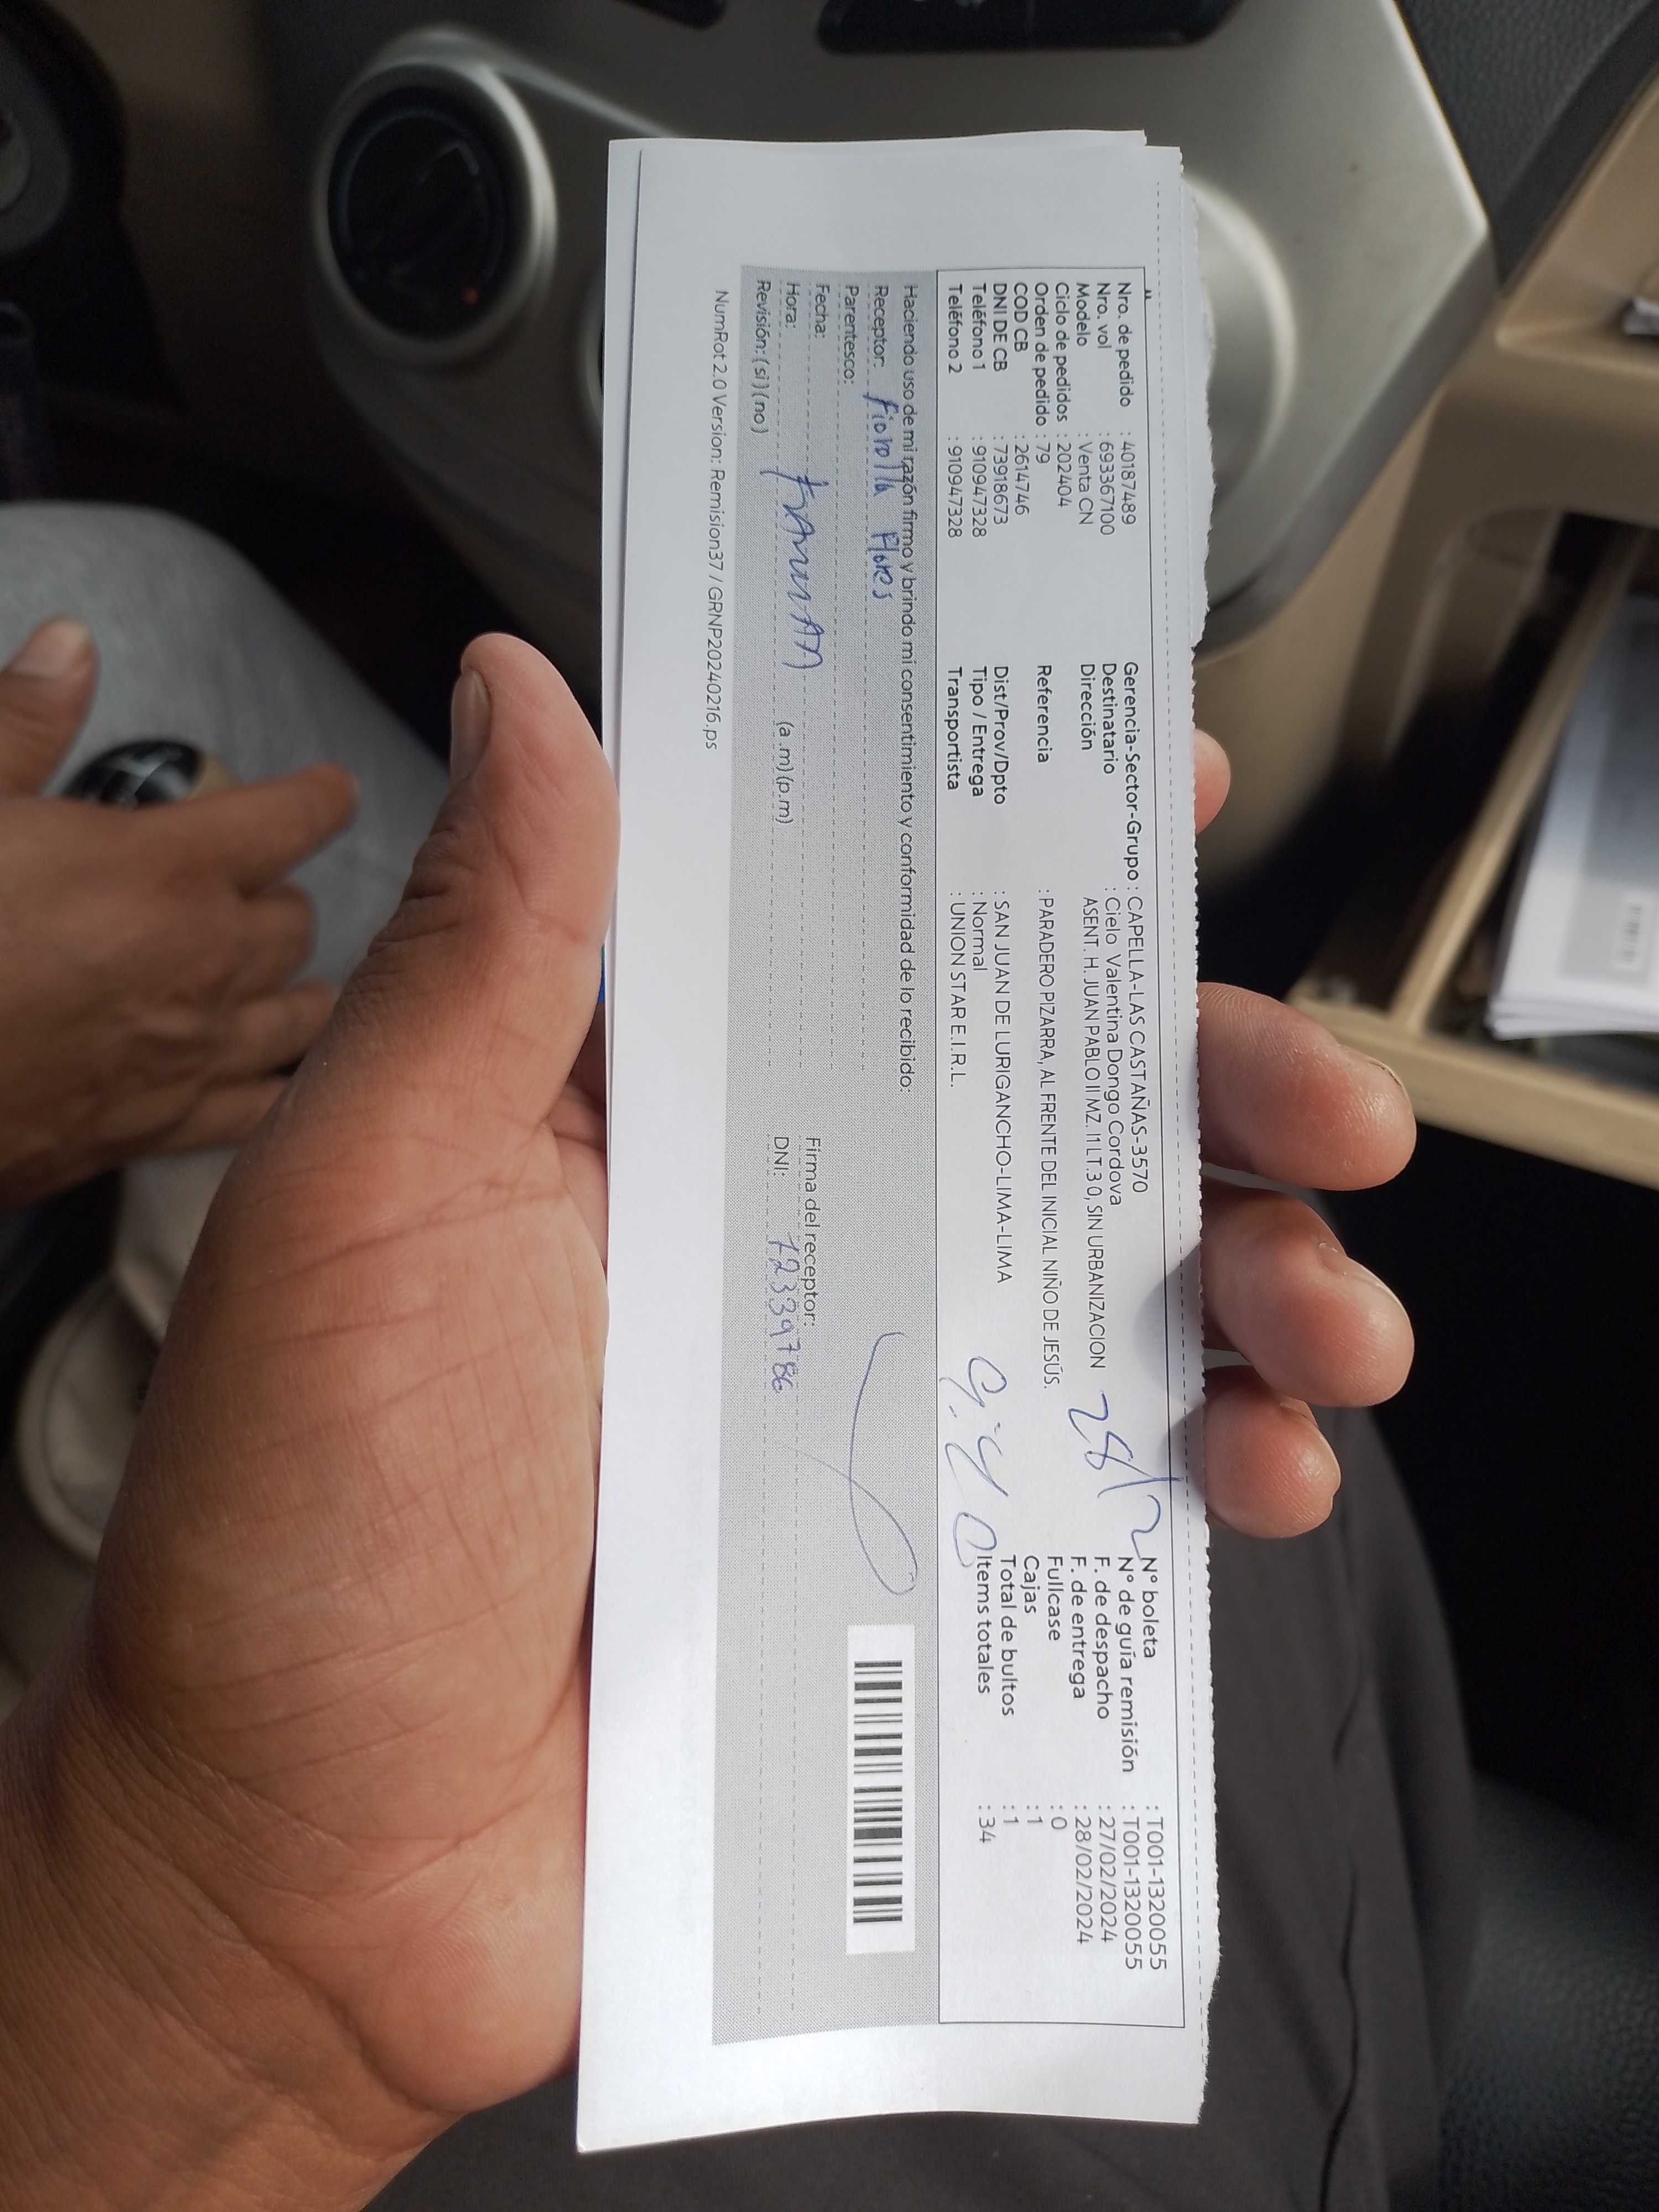 Nro. de pedido : 40187489
Nro. vol : 693367100
Modelo : Venta CN
Ciclo de pedidos : 202404
Orden de pedido : 79
COD CB : 2614746
DNI DE CB : 73918673
Teléfono 1 : 910947328
Teléfono 2 : 910947328
Gerencia-Sector-Grupo : CAPELLA-LAS CASTAÑAS-3570
Destinatario : Cielo Valentina Dongo Cordova
Dirección ASENT. H. JUAN PABLO II MZ. I1 LT.3 0, SIN URBANIZACION
Referencia : PARADERO PIZARRA, AL FRENTE DEL INICIAL NIÑO DE JESÚS.
Dist/Prov/Dpto : SAN JUAN DE LURIGANCHO-LIMA-LIMA
Tipo / Entrega : Normal
Transportista : UNION STAR E.I.R.L.
28/2
N° boleta : T001-1320055
N° de guía remisión : T001-1320055
F. de despacho : 27/02/2024
F. de entrega : 28/02/2024
Fullcase : 0
Cajas : 1
Total de bultos : 1
Items totales : 34
Haciendo uso de mi razón firmo y brindo mi consentimiento y conformidad de lo recibido:
Receptor: Fiorella Flores
Parentesco:
Fecha:
Hora: (a.m)(p.m)
Revisión: ( si ) ( no )
Firma del receptor:
DNI: 72339786
NumRot 2.0 Version: Remision37 / GRNP20240216.ps